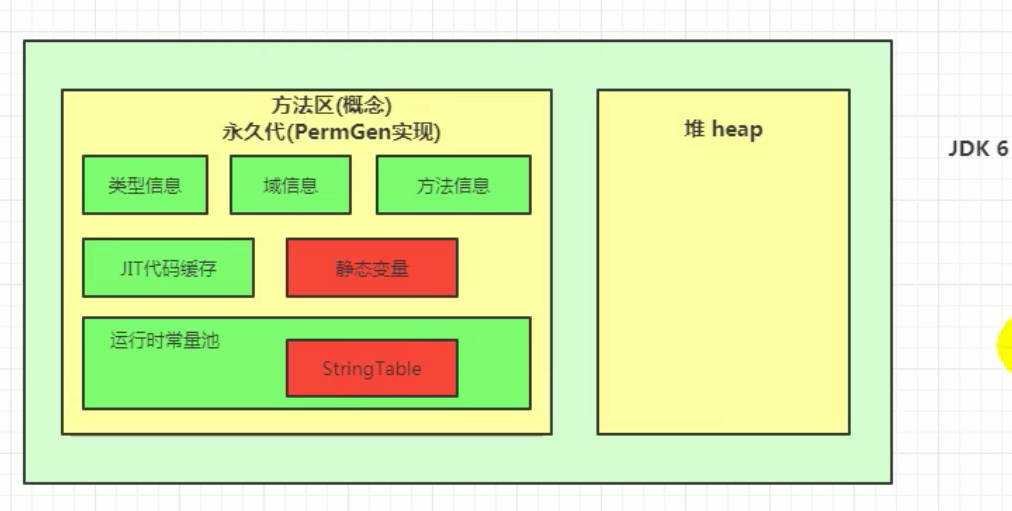 方法区(概念)
永久代(PermGen实现)
类型信息
域信息
方法信息
JIT代码缓存
静态变量
运行时常量池
StringTable
堆 heap
JDK 6